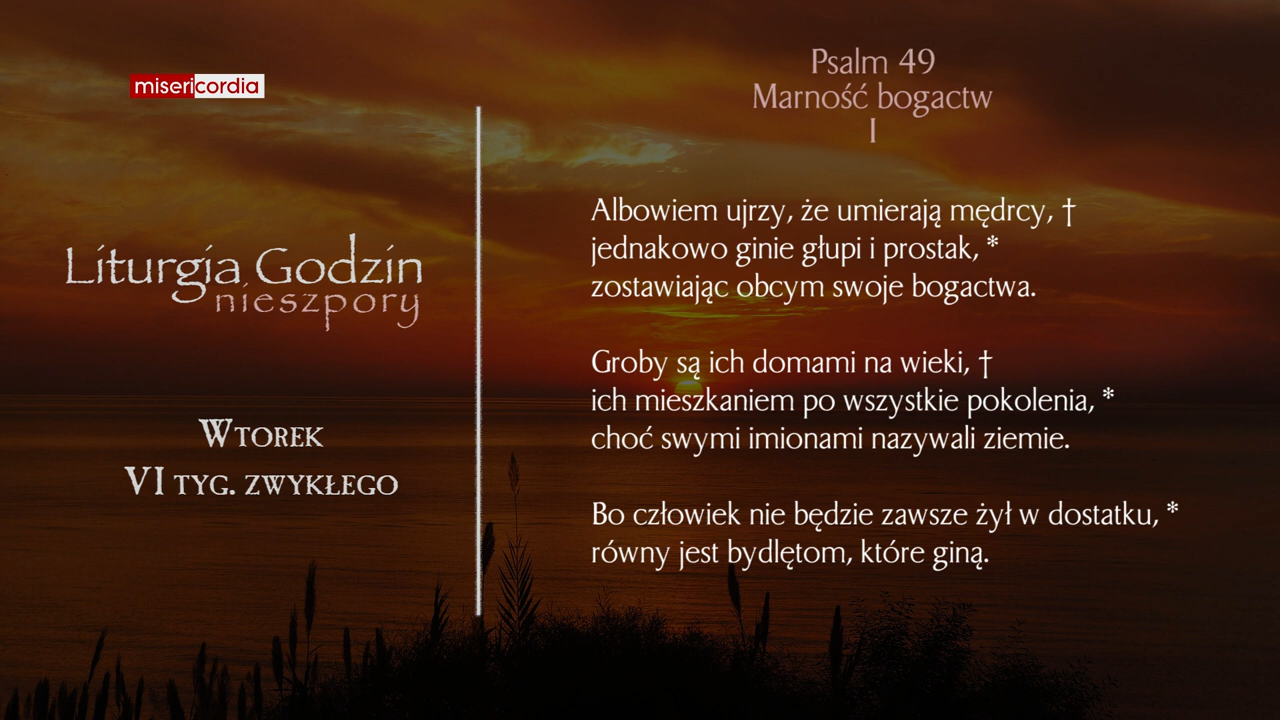 misericordia
Liturgia Godzin
nieszpory
Wtorek
VI tyg. zwykłego
Psalm 49
Marność bogactw
I
Albowiem ujrzy, że umierają mędrcy, †
jednakowo ginie głupi i prostak, *
zostawiając obcym swoje bogactwa.
Groby są ich domami na wieki, †
ich mieszkaniem po wszystkie pokolenia, *
choć swymi imionami nazywali ziemie.
Bo człowiek nie będzie zawsze żył w dostatku, *
równy jest bydlętom, które giną.